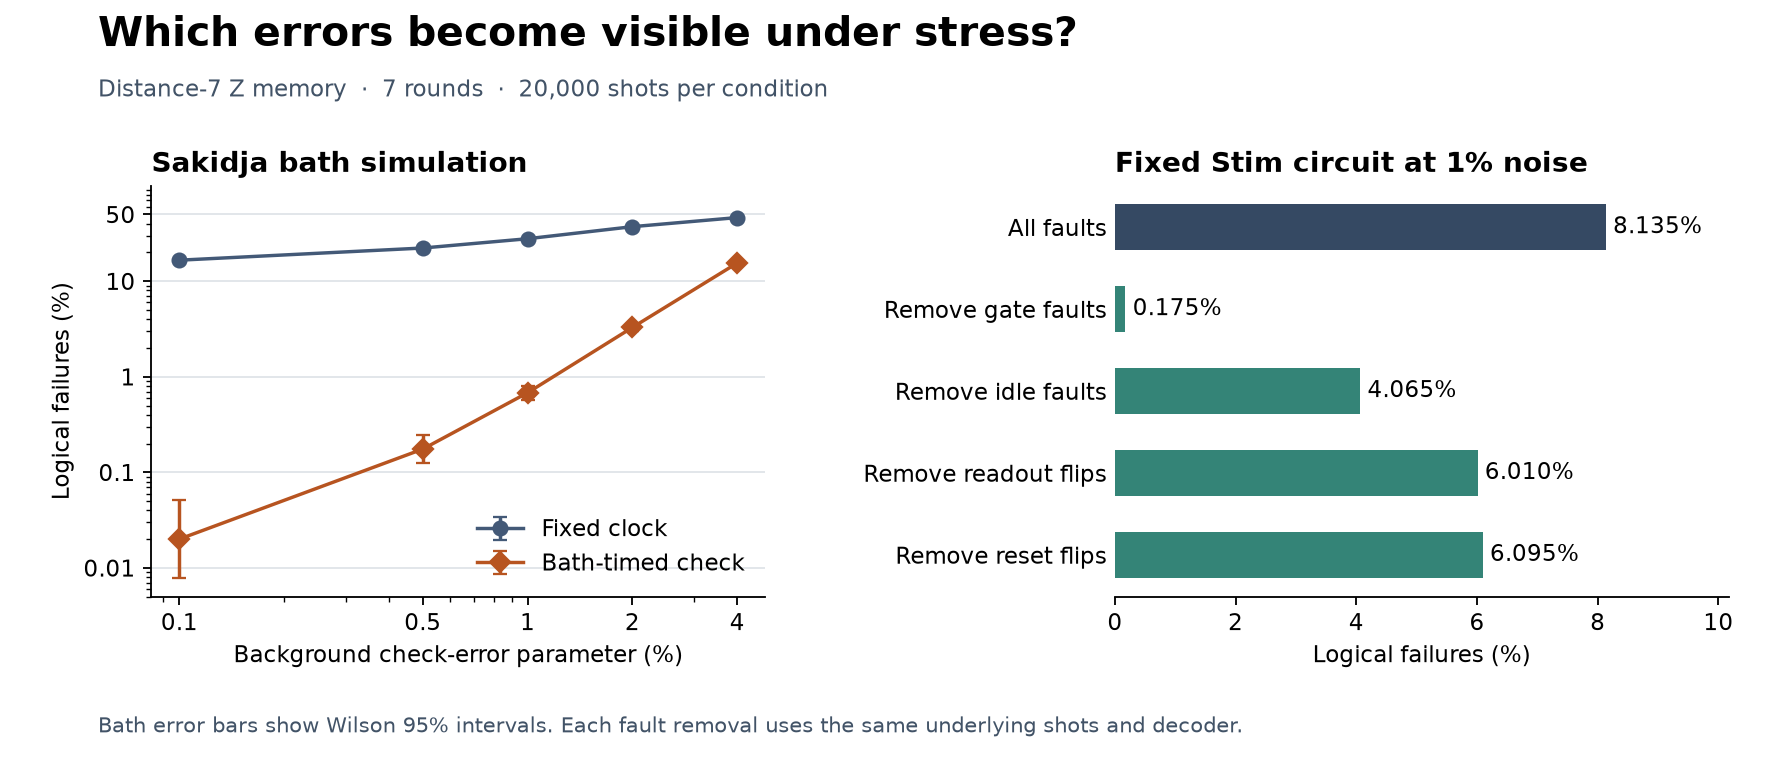 Which errors become visible under stress?
Distance-7 Z memory · 7 rounds · 20,000 shots per condition
Sakidja bath simulation
Logical failures (%)
50
10
1
0.1
0.01
Fixed clock
Bath-timed check
0.1 0.5 1 2 4
Background check-error parameter (%)
Fixed Stim circuit at 1% noise
All faults 8.135%
Remove gate faults 0.175%
Remove idle faults 4.065%
Remove readout flips 6.010%
Remove reset flips 6.095%
0 2 4 6 8 10
Logical failures (%)
Bath error bars show Wilson 95% intervals. Each fault removal uses the same underlying shots and decoder.